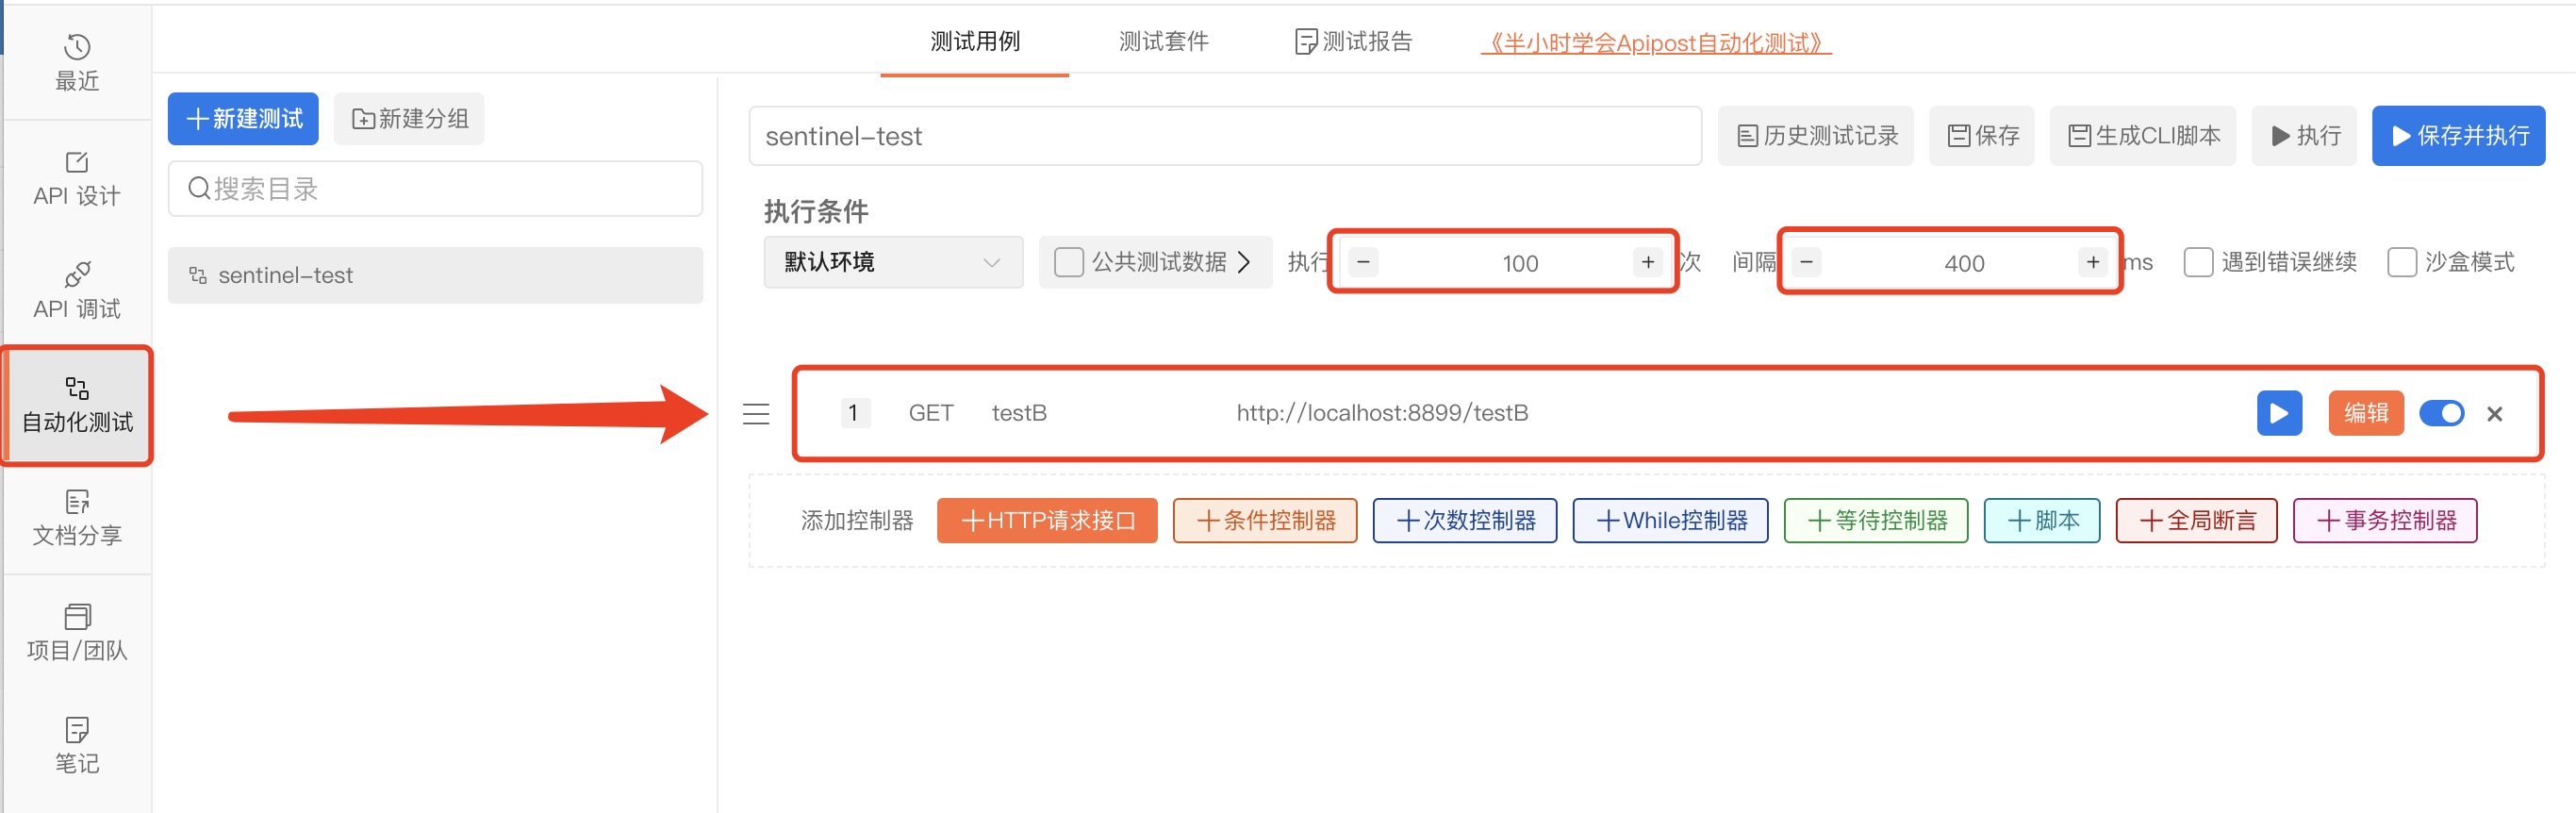 最近
API 设计
API 调试
自动化测试
文档分享
项目/团队
笔记
测试用例 测试套件 测试报告 《半小时学会Apipost自动化测试》
新建测试 新建分组
搜索目录
sentinel-test
sentinel-test
历史测试记录 保存 生成CLI脚本 执行 保存并执行
执行条件
默认环境 公共测试数据 执行 − 100 + 次 间隔 − 400 + ms 遇到错误继续 沙盒模式
1 GET testB http://localhost:8899/testB 编辑
添加控制器 +HTTP请求接口 +条件控制器 +次数控制器 +While控制器 +等待控制器 +脚本 +全局断言 +事务控制器